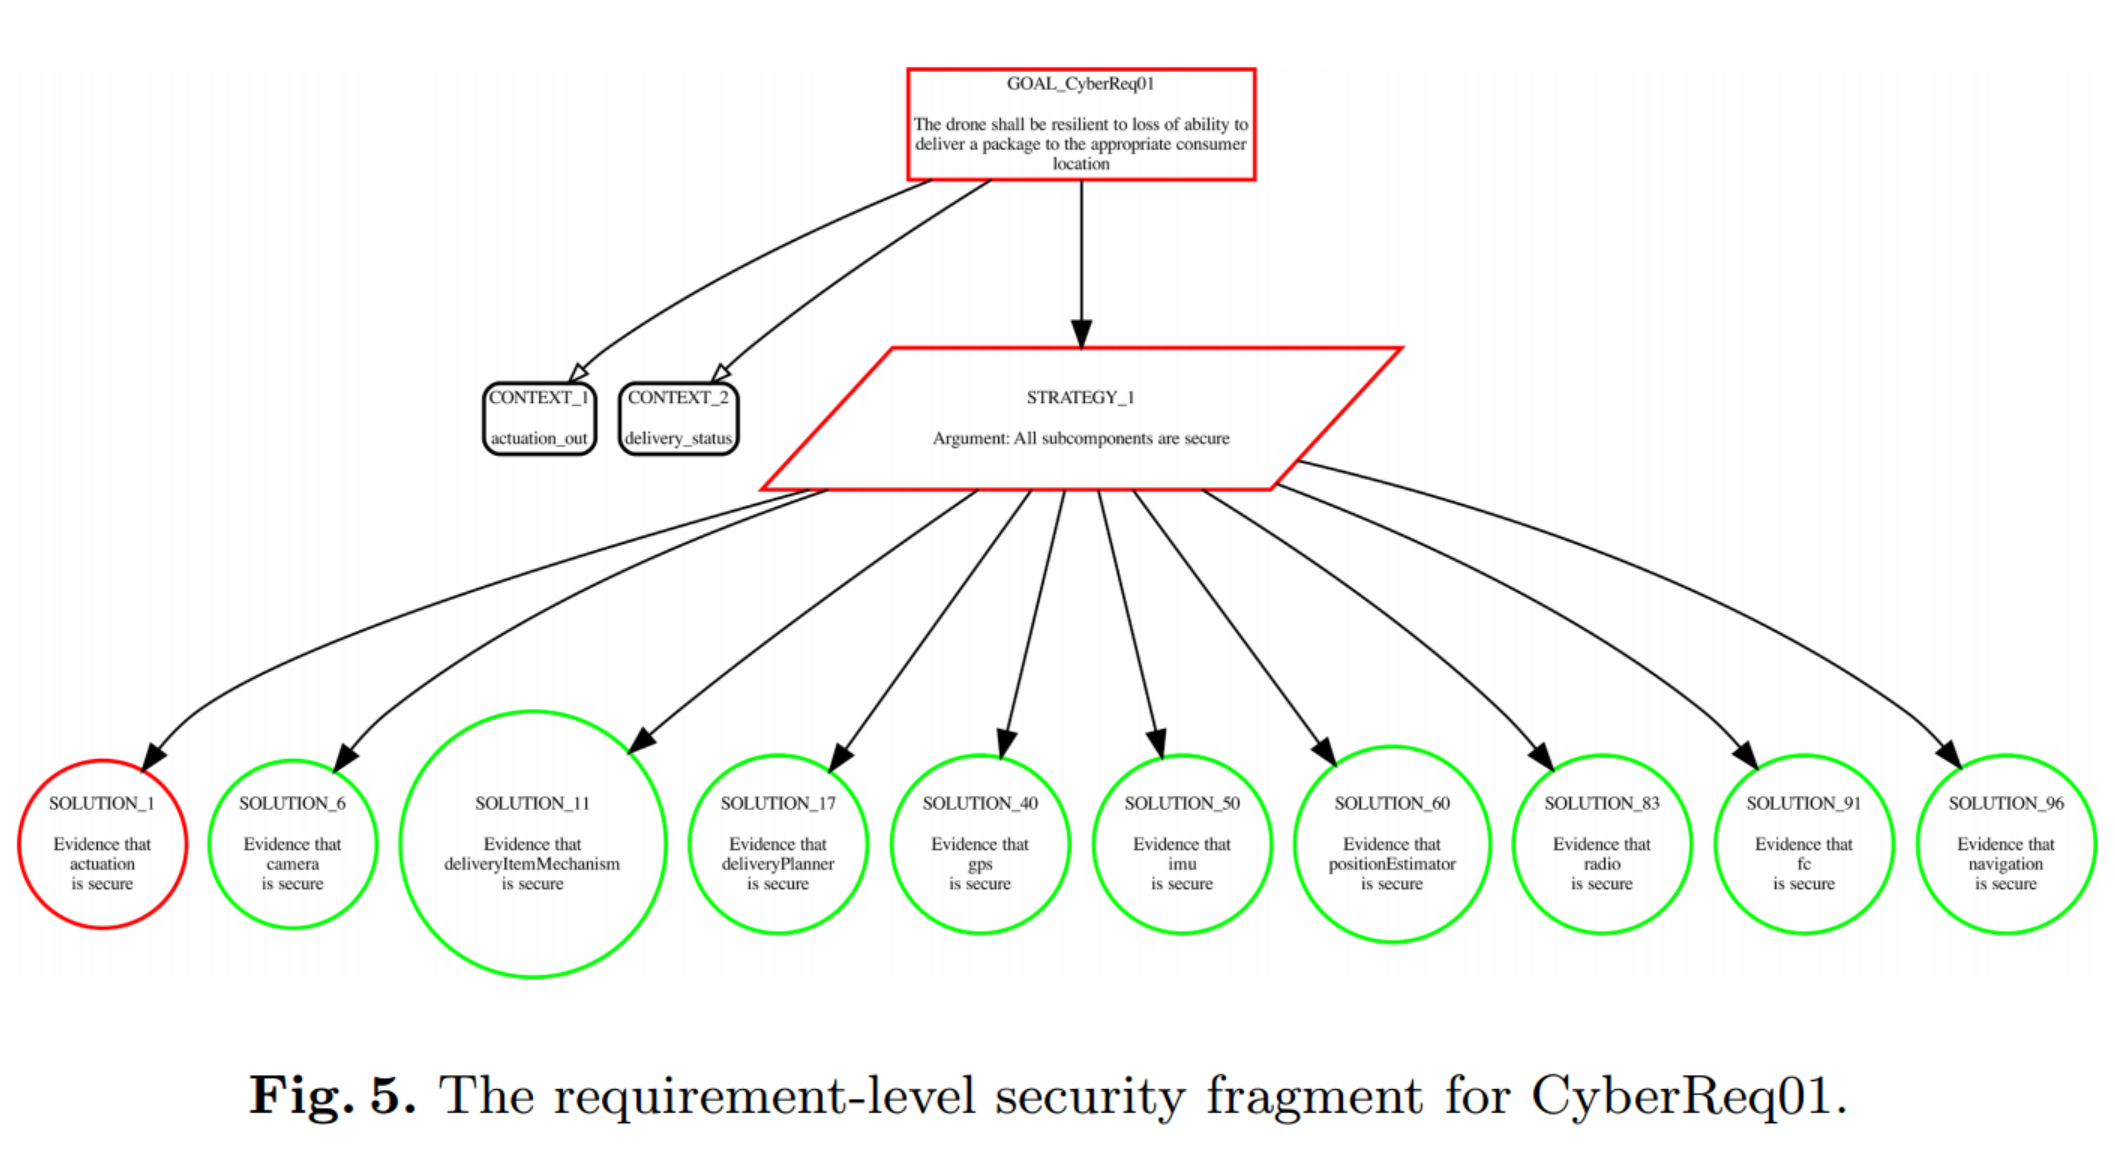 GOAL_CyberReq01
The drone shall be resilient to loss of ability to
deliver a package to the appropriate consumer
location
CONTEXT_1
actuation_out
CONTEXT_2
delivery_status
STRATEGY_1
Argument: All subcomponents are secure
SOLUTION_1
Evidence that
actuation
is secure
SOLUTION_6
Evidence that
camera
is secure
SOLUTION_11
Evidence that
deliveryItemMechanism
is secure
SOLUTION_17
Evidence that
deliveryPlanner
is secure
SOLUTION_40
Evidence that
gps
is secure
SOLUTION_50
Evidence that
imu
is secure
SOLUTION_60
Evidence that
positionEstimator
is secure
SOLUTION_83
Evidence that
radio
is secure
SOLUTION_91
Evidence that
fc
is secure
SOLUTION_96
Evidence that
navigation
is secure
Fig. 5. The requirement-level security fragment for CyberReq01.